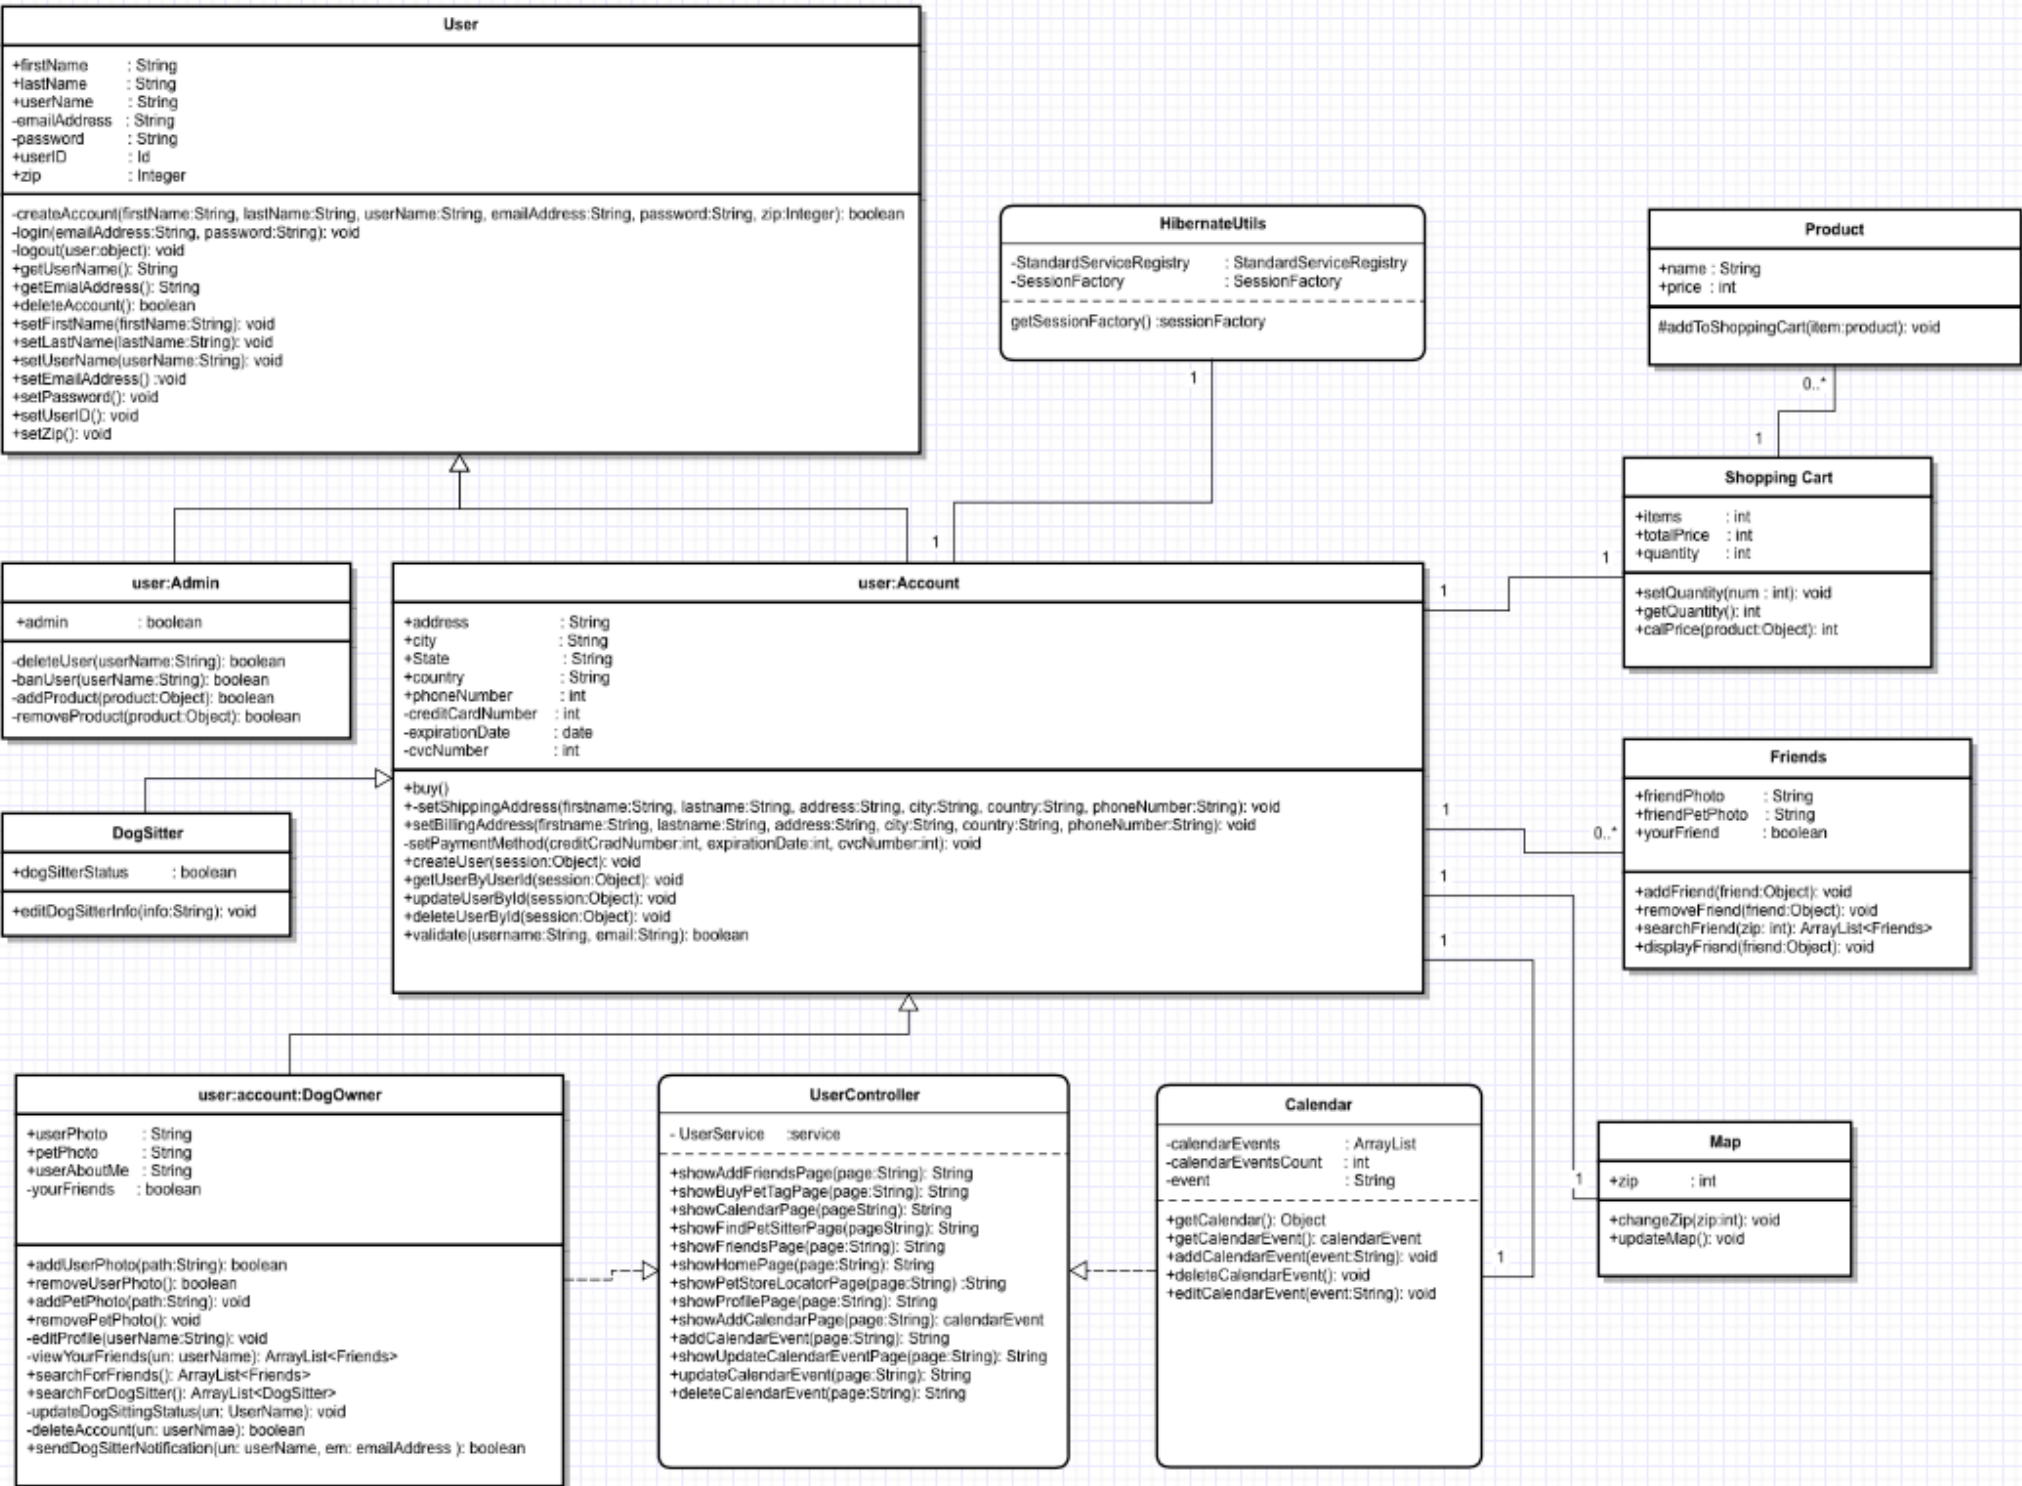 User
+firstName : String
+lastName : String
+userName : String
-emailAddress : String
-password : String
+userID : Id
+zip : Integer
-createAccount(firstName:String, lastName:String, userName:String, emailAddress:String, password:String, zip:Integer): boolean
-login(emailAddress:String, password:String): void
-logout(user:object): void
+getUserName(): String
+getEmialAddress(): String
+deleteAccount(): boolean
+setFirstName(firstName:String): void
+setLastName(lastName:String): void
+setUserName(userName:String): void
+setEmailAddress() :void
+setPassword(): void
+setUserID(): void
+setZip(): void
HibernateUtils
-StandardServiceRegistry : StandardServiceRegistry
-SessionFactory : SessionFactory
getSessionFactory() :sessionFactory
1
1
Product
+name : String
+price : int
#addToShoppingCart(item:product): void
0..*
1
Shopping Cart
+items : int
+totalPrice : int
+quantity : int
+setQuantity(num : int): void
+getQuantity(): int
+calPrice(product:Object): int
1
1
user:Admin
+admin : boolean
-deleteUser(userName:String): boolean
-banUser(userName:String): boolean
-addProduct(product:Object): boolean
-removeProduct(product:Object): boolean
user:Account
+address : String
+city : String
+State : String
+country : String
+phoneNumber : int
-creditCardNumber : int
-expirationDate : date
-cvcNumber : int
+buy()
+-setShippingAddress(firstname:String, lastname:String, address:String, city:String, country:String, phoneNumber:String): void
+setBillingAddress(firstname:String, lastname:String, address:String, city:String, country:String, phoneNumber:String): void
-setPaymentMethod(creditCradNumber:int, expirationDate:int, cvcNumber:int): void
+createUser(session:Object): void
+getUserByUserId(session:Object): void
+updateUserById(session:Object): void
+deleteUserById(session:Object): void
+validate(username:String, email:String): boolean
1
0..*
1
1
Friends
+friendPhoto : String
+friendPetPhoto : String
+yourFriend : boolean
+addFriend(friend:Object): void
+removeFriend(friend:Object): void
+searchFriend(zip: int): ArrayList<Friends>
+displayFriend(friend:Object): void
DogSitter
+dogSitterStatus : boolean
+editDogSitterInfo(info:String): void
user:account:DogOwner
+userPhoto : String
+petPhoto : String
+userAboutMe : String
-yourFriends : boolean
+addUserPhoto(path:String): boolean
+removeUserPhoto(): boolean
+addPetPhoto(path:String): void
+removePetPhoto(): void
-editProfile(userName:String): void
-viewYourFriends(un: userName): ArrayList<Friends>
+searchForFriends(): ArrayList<Friends>
+searchForDogSitter(): ArrayList<DogSitter>
-updateDogSittingStatus(un: UserName): void
-deleteAccount(un: userNmae): boolean
+sendDogSitterNotification(un: userName, em: emailAddress ): boolean
UserController
- UserService :service
+showAddFriendsPage(page:String): String
+showBuyPetTagPage(page:String): String
+showCalendarPage(pageString): String
+showFindPetSitterPage(pageString): String
+showFriendsPage(page:String): String
+showHomePage(page:String): String
+showPetStoreLocatorPage(page:String) :String
+showProfilePage(page:String): String
+showAddCalendarPage(page:String): calendarEvent
+addCalendarEvent(page:String): String
+showUpdateCalendarEventPage(page:String): String
+updateCalendarEvent(page:String): String
+deleteCalendarEvent(page:String): String
Calendar
-calendarEvents : ArrayList
-calendarEventsCount : int
-event : String
+getCalendar(): Object
+getCalendarEvent(): calendarEvent
+addCalendarEvent(event:String): void
+deleteCalendarEvent(): void
+editCalendarEvent(event:String): void
1
1
Map
+zip : int
+changeZip(zip:int): void
+updateMap(): void